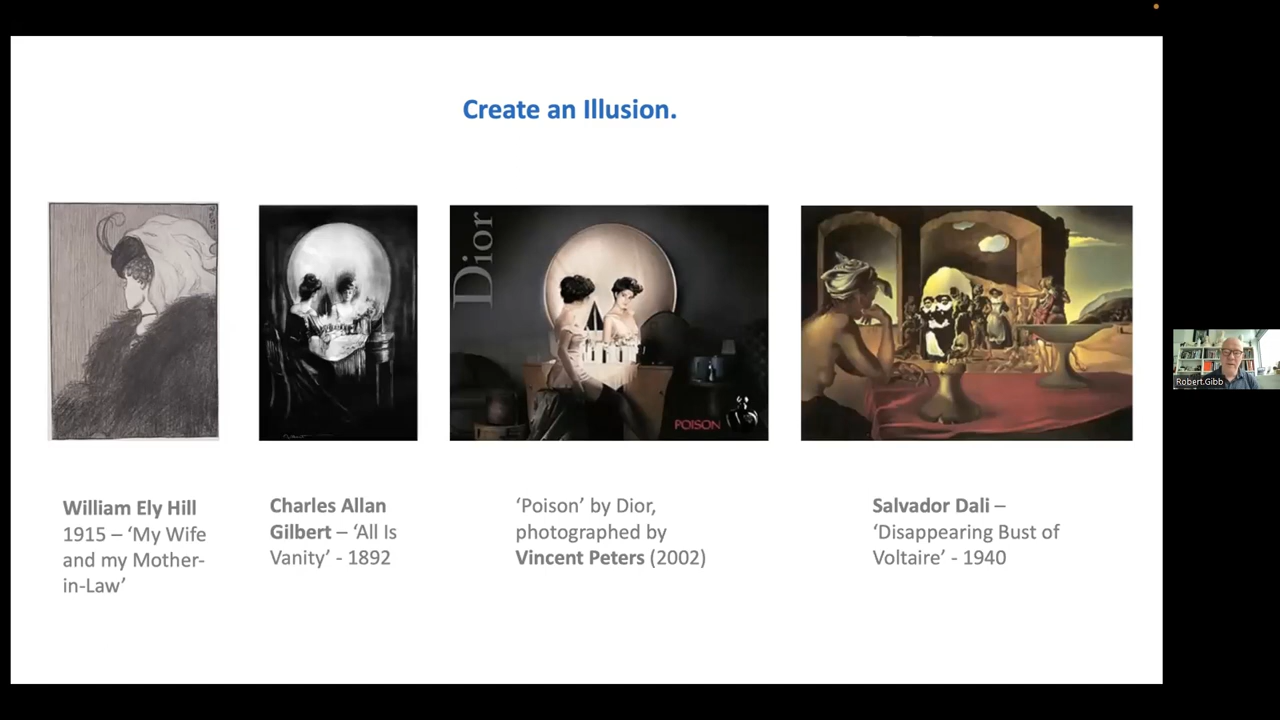 Create an Illusion.
Dior
POISON
William Ely Hill
1915 – ‘My Wife
and my Mother-
in-Law’
Charles Allan
Gilbert – ‘All Is
Vanity’ - 1892
‘Poison’ by Dior,
photographed by
Vincent Peters (2002)
Salvador Dali –
‘Disappearing Bust of
Voltaire’ - 1940
Robert.Gibb